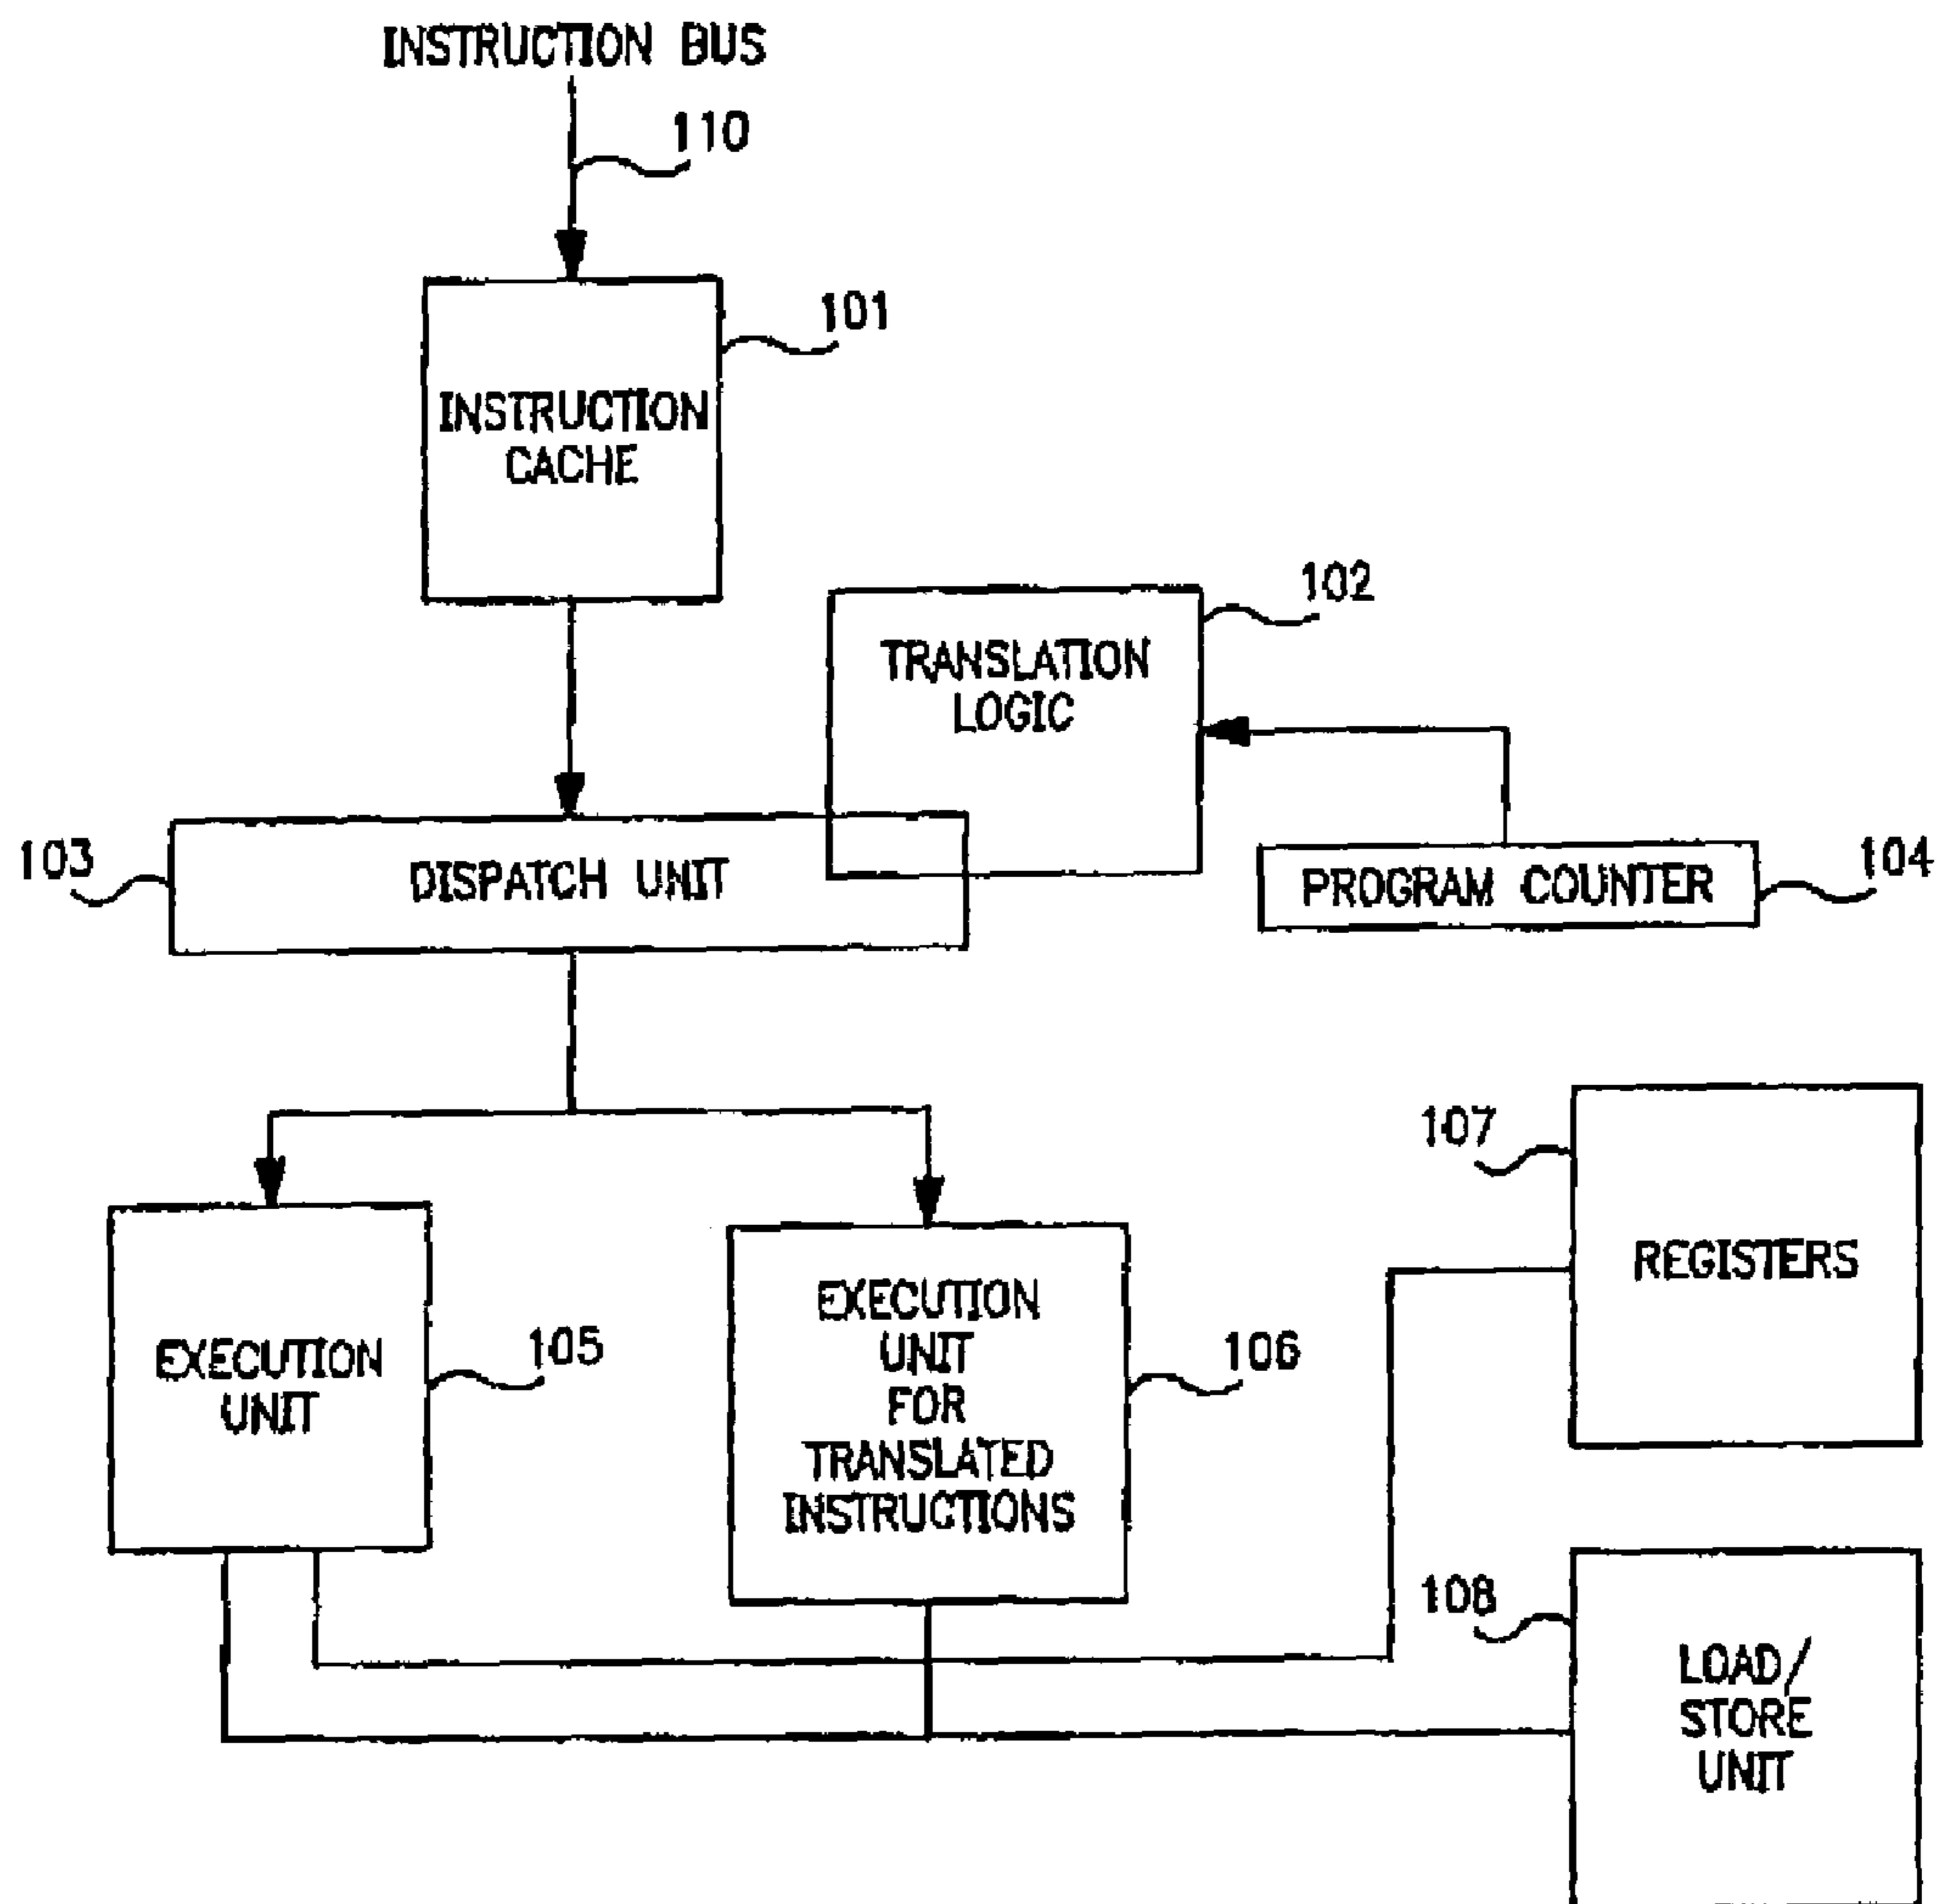 INSTRUCTION BUS
110
101
INSTRUCTION
CACHE
102
TRANSLATION
LOGIC
103
DISPATCH UNIT
104
PROGRAM COUNTER
107
REGISTERS
105
EXECUTION
UNIT
106
EXECUTION
UNIT
FOR
TRANSLATED
INSTRUCTIONS
108
LOAD/
STORE
UNIT